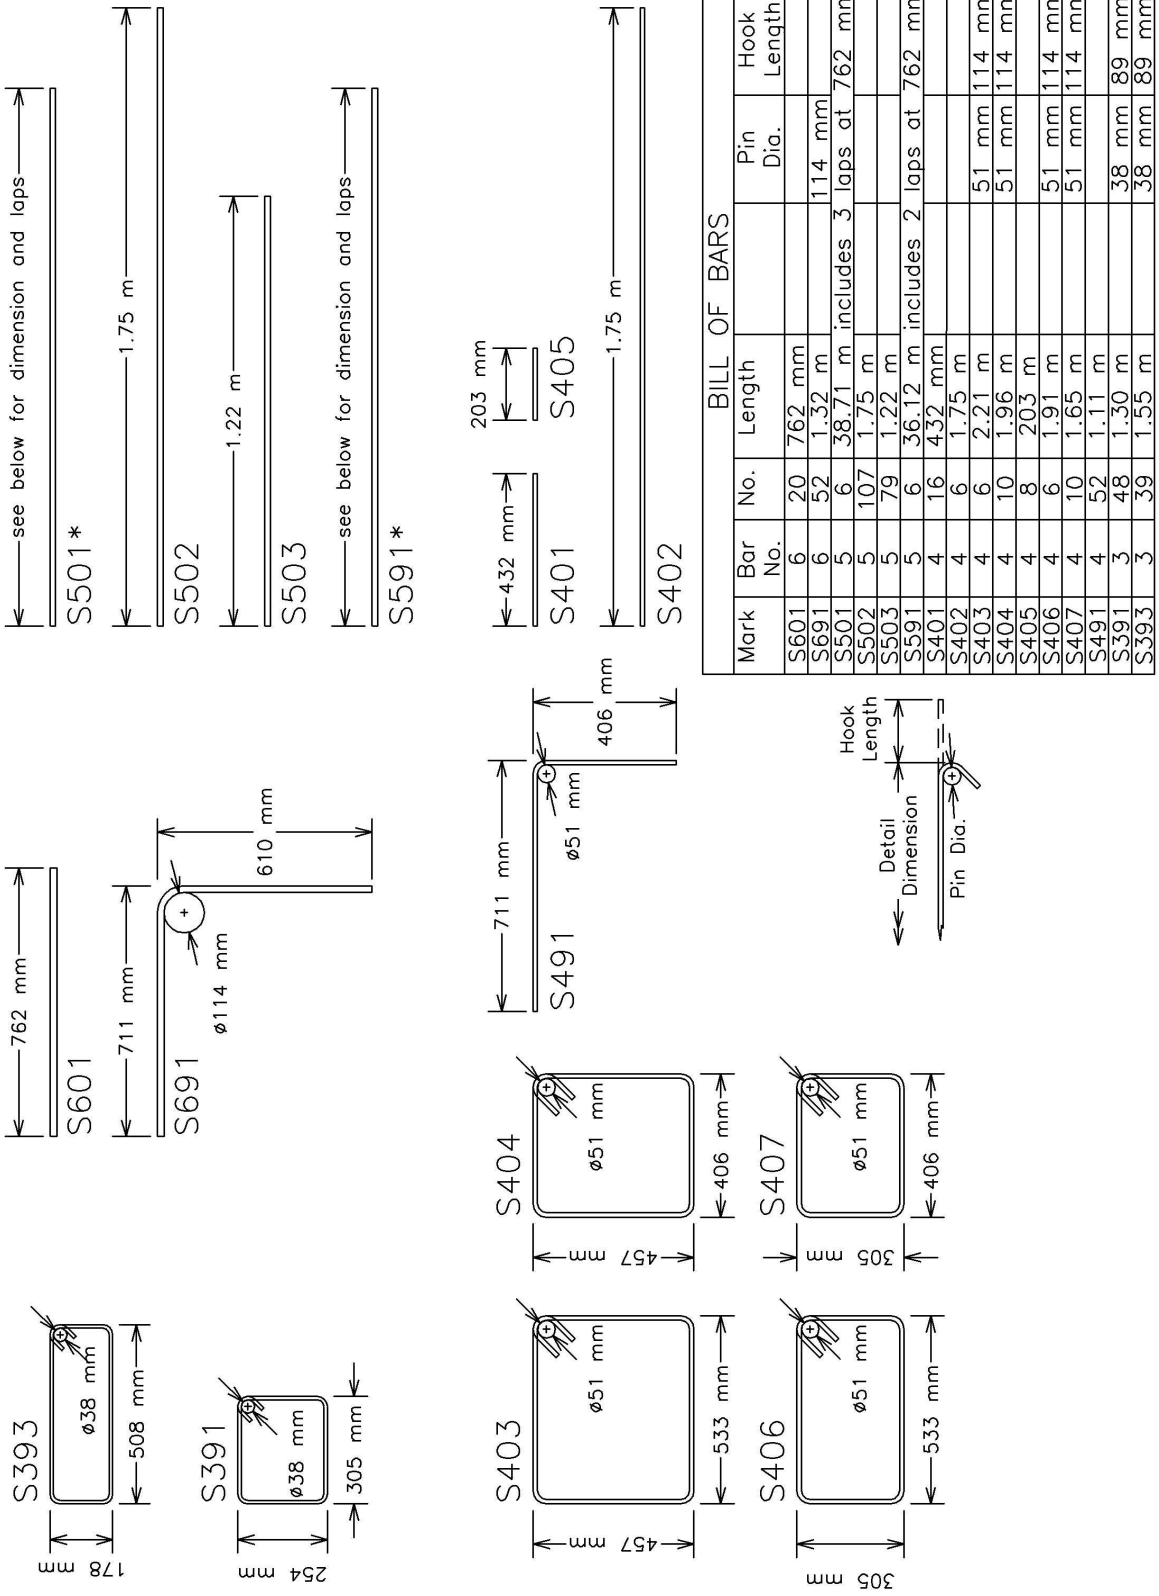 S393
ø38 mm
178 mm
508 mm
S391
ø38 mm
254 mm
305 mm
762 mm
S601
711 mm
S691
ø114 mm
610 mm
see below for dimension and laps
S501*
1.75 m
S502
1.22 m
S503
see below for dimension and laps
S591*
S403
ø51 mm
457 mm
533 mm
S404
ø51 mm
457 mm
406 mm
S406
ø51 mm
305 mm
533 mm
S407
ø51 mm
305 mm
406 mm
711 mm
S491
ø51 mm
406 mm
432 mm
S401
203 mm
S405
1.75 m
S402
Detail
Dimension
Hook
Length
Pin Dia.
BILL OF BARS
Mark Bar No. No. Length Pin Dia. Hook Length
S601 6 20 762 mm
S691 6 52 1.32 m 114 mm
S501 5 6 38.71 m includes 3 laps at 762 mm
S502 5 107 1.75 m
S503 5 79 1.22 m
S591 5 6 36.12 m includes 2 laps at 762 mm
S401 4 16 432 mm
S402 4 6 1.75 m
S403 4 6 2.21 m 51 mm 114 mm
S404 4 10 1.96 m 51 mm 114 mm
S405 4 8 203 m
S406 4 6 1.91 m 51 mm 114 mm
S407 4 10 1.65 m 51 mm 114 mm
S491 4 52 1.11 m
S391 3 48 1.30 m 38 mm 89 mm
S393 3 39 1.55 m 38 mm 89 mm